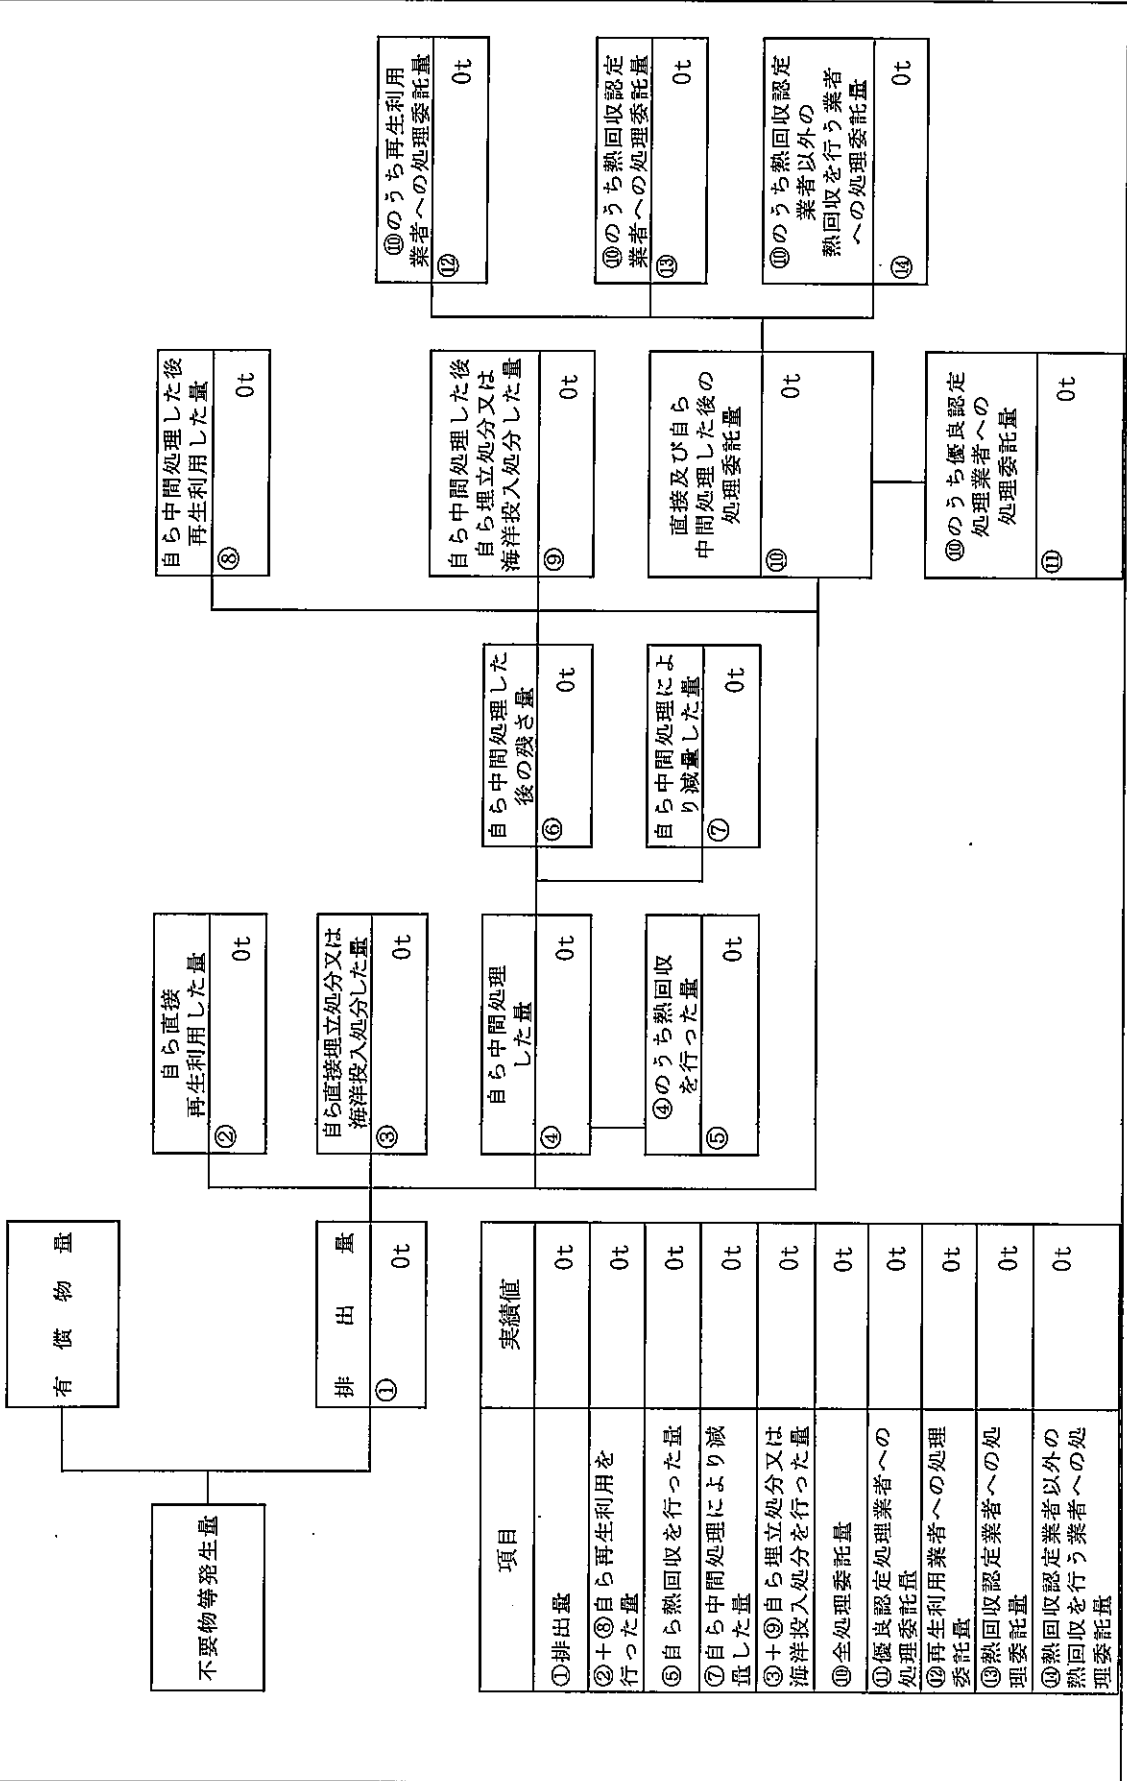 不要物等発生量
有償物量
排出量
① 0t
自ら直接
再生利用した量
② 0t
自ら直接埋立処分又は
海洋投入処分した量
③ 0t
自ら中間処理
した量
④ 0t
④のうち熱回収
を行った量
⑤ 0t
自ら中間処理した
後の残さ量
⑥ 0t
自ら中間処理によ
り減量した量
⑦ 0t
自ら中間処理した後
再生利用した量
⑧ 0t
自ら中間処理した後
自ら埋立処分又は
海洋投入処分した量
⑨ 0t
直接及び自ら
中間処理した後の
処理委託量
⑩ 0t
⑩のうち優良認定
処理業者への
処理委託量
⑪ 0t
⑩のうち再生利用
業者への処理委託量
⑫ 0t
⑩のうち熱回収認定
業者への処理委託量
⑬ 0t
⑩のうち熱回収認定
業者以外の
熱回収を行う業者
への処理委託量
⑭ 0t
項目 実績値
①排出量 0t
②+⑧自ら再生利用を
行った量 0t
⑤自ら熱回収を行った量 0t
⑦自ら中間処理により減
量した量 0t
③+⑨自ら埋立処分又は
海洋投入処分を行った量 0t
⑩全処理委託量 0t
⑪優良認定処理業者への
処理委託量 0t
⑫再生利用業者への処理
委託量 0t
⑬熱回収認定業者への処
理委託量 0t
⑭熱回収認定業者以外の
熱回収を行う業者への処
理委託量 0t